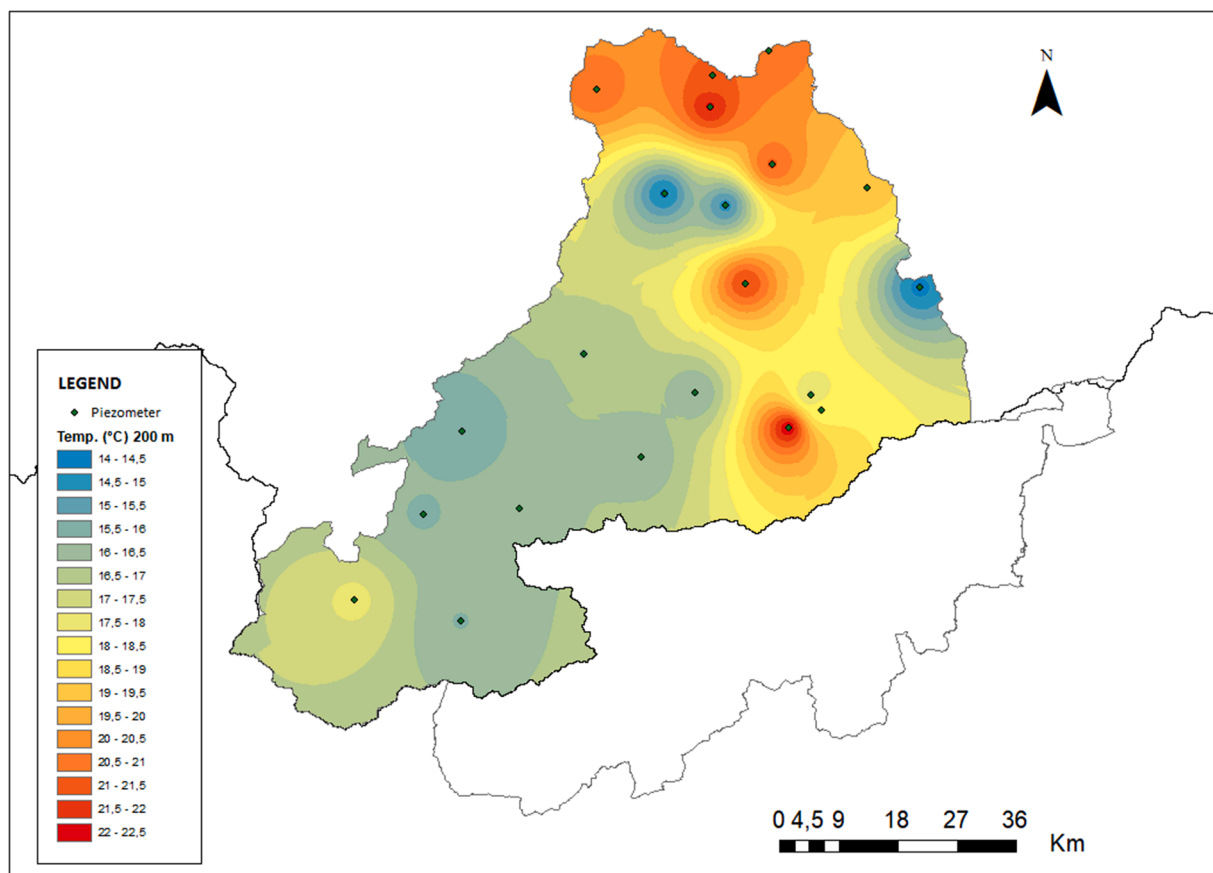 N
LEGEND
Piezometer
Temp. (°C) 200 m
14 - 14,5
14,5 - 15
15 - 15,5
15,5 - 16
16 - 16,5
16,5 - 17
17 - 17,5
17,5 - 18
18 - 18,5
18,5 - 19
19 - 19,5
19,5 - 20
20 - 20,5
20,5 - 21
21 - 21,5
21,5 - 22
22 - 22,5
0 4,5 9 18 27 36
Km